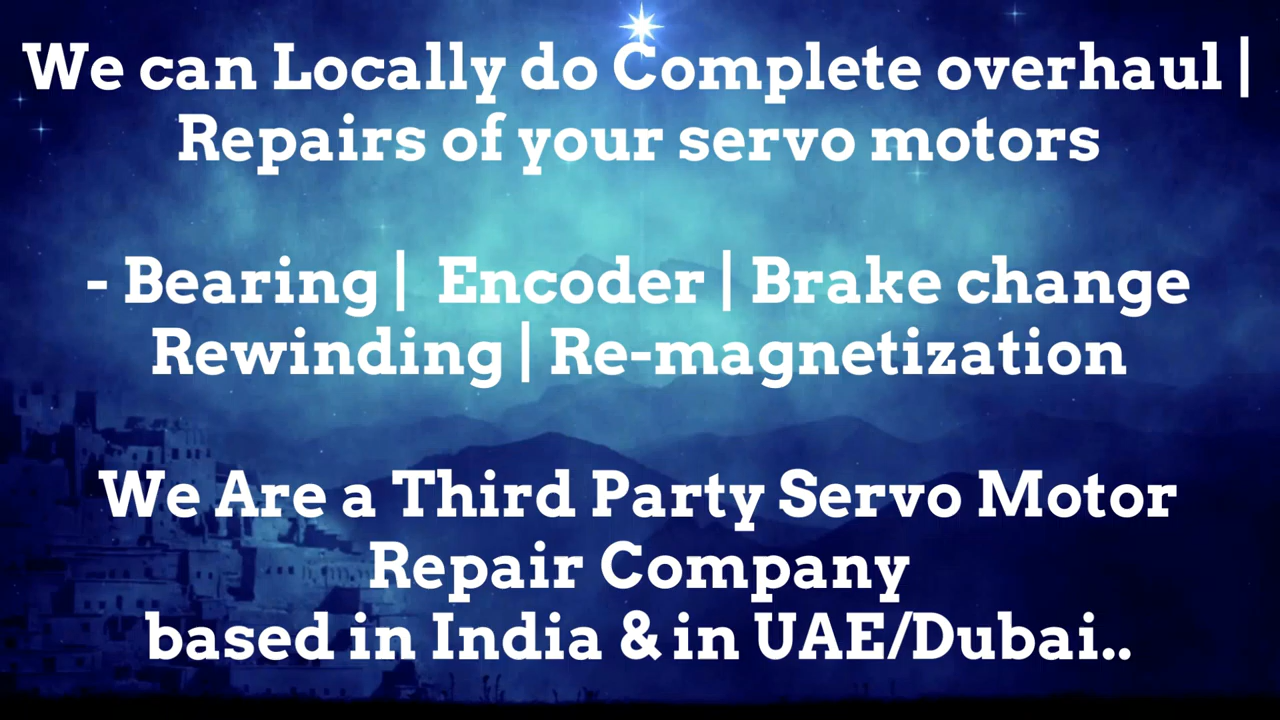 We can Locally do Complete overhaul |
Repairs of your servo motors
- Bearing | Encoder | Brake change
Rewinding | Re-magnetization
We Are a Third Party Servo Motor
Repair Company
based in India & in UAE/Dubai..